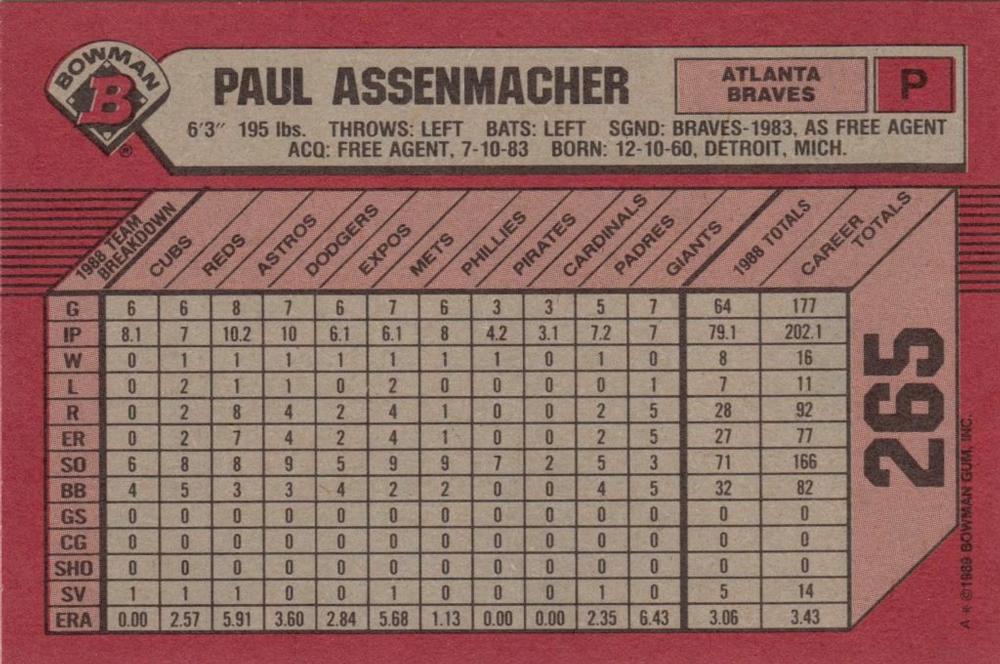 BOWMAN
B
®
PAUL ASSENMACHER
ATLANTA
BRAVES
P
6'3" 195 lbs. THROWS: LEFT BATS: LEFT SGND: BRAVES-1983, AS FREE AGENT
ACQ: FREE AGENT, 7-10-83 BORN: 12-10-60, DETROIT, MICH.
1988 TEAM BREAKDOWN CUBS REDS ASTROS DODGERS EXPOS METS PHILLIES PIRATES CARDINALS PADRES GIANTS 1988 TOTALS CAREER TOTALS
G 6 6 8 7 6 7 6 3 3 5 7 64 177
IP 8.1 7 10.2 10 6.1 6.1 8 4.2 3.1 7.2 7 79.1 202.1
W 0 1 1 1 1 1 1 1 0 1 0 8 16
L 0 2 1 1 0 2 0 0 0 0 1 7 11
R 0 2 8 4 2 4 1 0 0 2 5 28 92
ER 0 2 7 4 2 4 1 0 0 2 5 27 77
SO 6 8 8 9 5 9 9 7 2 5 3 71 166
BB 4 5 3 3 4 2 2 0 0 4 5 32 82
GS 0 0 0 0 0 0 0 0 0 0 0 0 0
CG 0 0 0 0 0 0 0 0 0 0 0 0 0
SHO 0 0 0 0 0 0 0 0 0 0 0 0 0
SV 1 1 1 0 0 1 0 0 0 1 0 5 14
ERA 0.00 2.57 5.91 3.60 2.84 5.68 1.13 0.00 0.00 2.35 6.43 3.06 3.43
265
A * ©1989 BOWMAN GUM, INC.